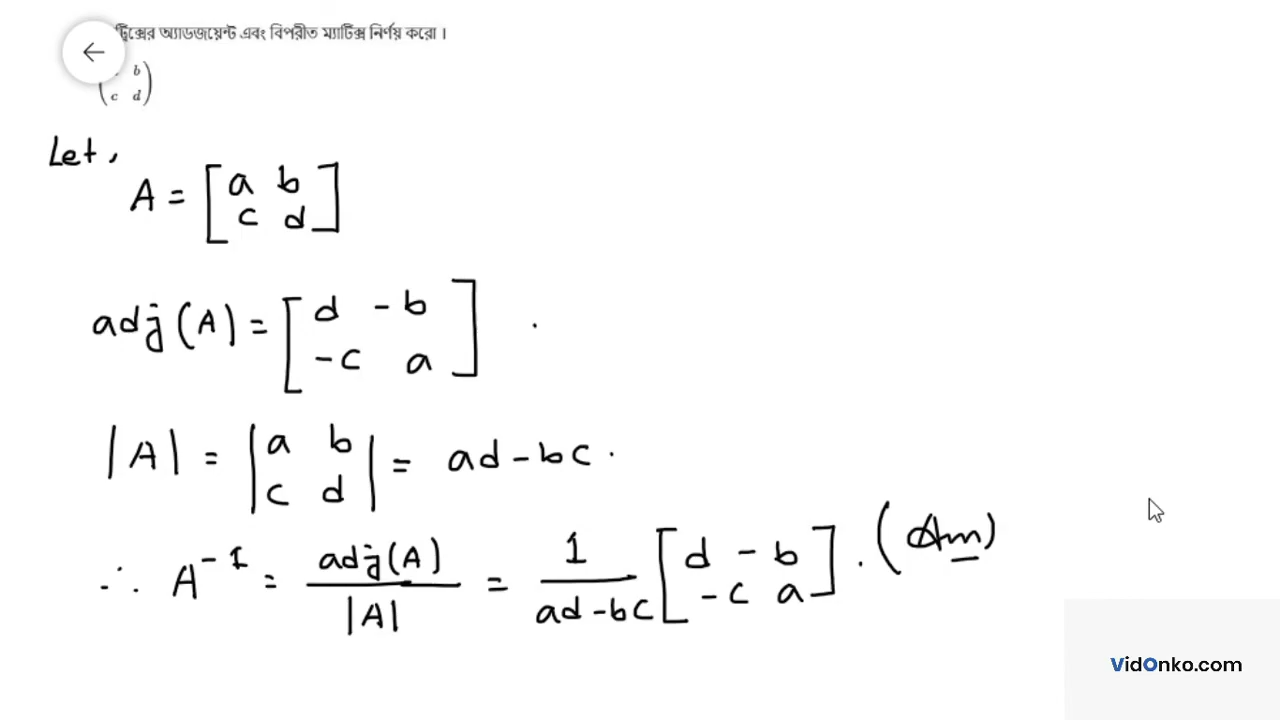 অ্যাডজয়েন্ট এবং বিপরীত ম্যাট্রিক্স নির্ণয় করো ।
b
c d
Let,
A = [a b
c d]
adj(A) = [d -b
-c a] .
|A| = |a b
c d| = ad-bc.
∴ A⁻¹ = adj(A)/|A| = 1/(ad-bc) [d -b
-c a]. (Ans)
VidOnko.com